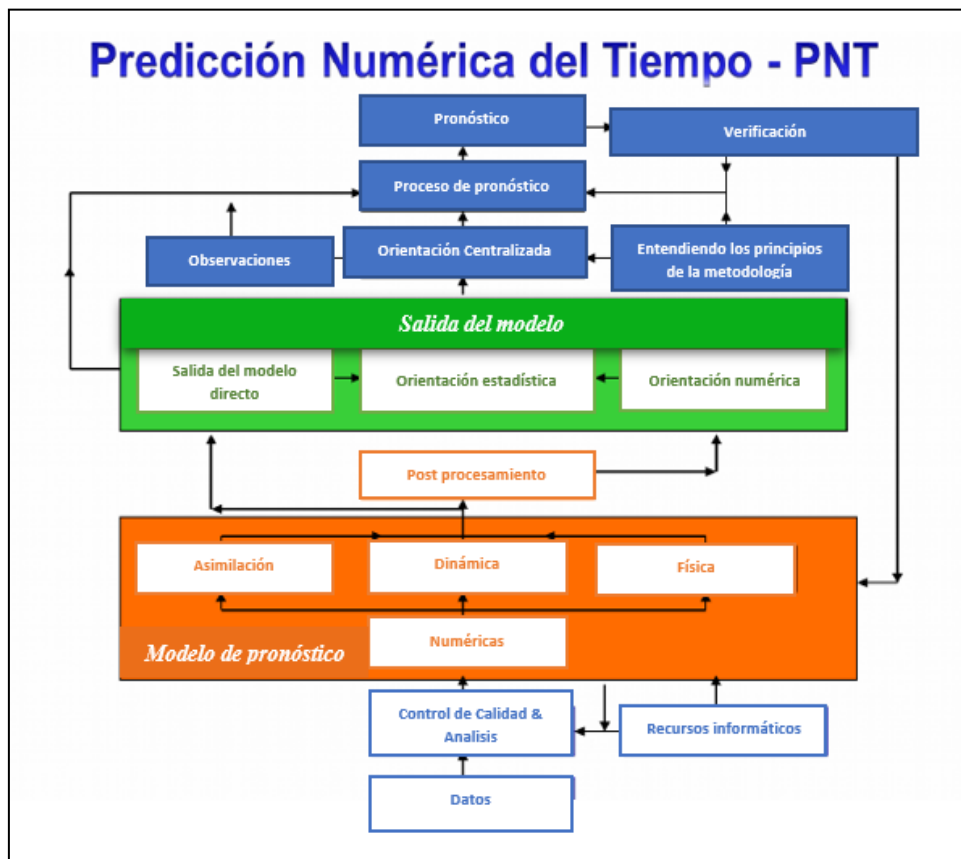 Predicción Numérica del Tiempo - PNT
Pronóstico
Verificación
Proceso de pronóstico
Observaciones
Orientación Centralizada
Entendiendo los principios
de la metodología
Salida del modelo
Salida del modelo
directo
Orientación estadística
Orientación numérica
Post procesamiento
Asimilación
Dinámica
Física
Numéricas
Modelo de pronóstico
Control de Calidad &
Analisis
Recursos informáticos
Datos